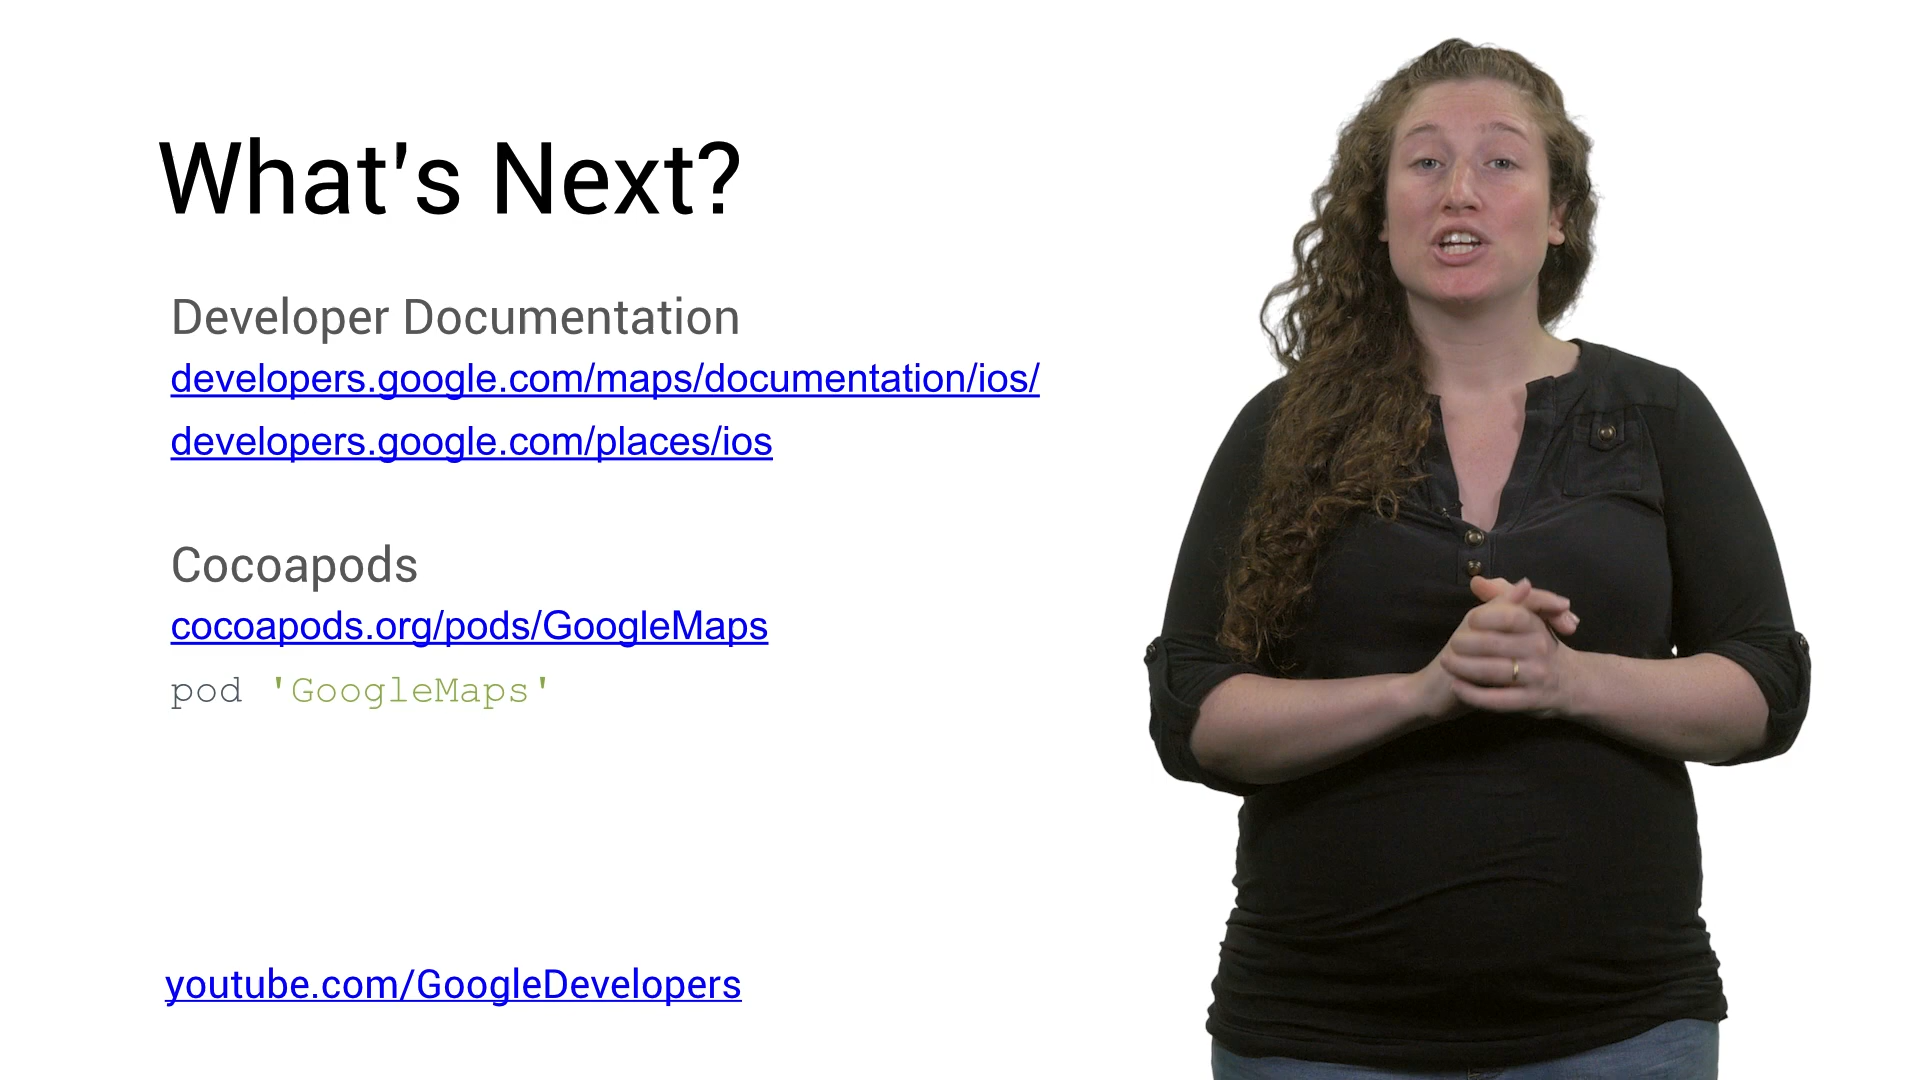 What's Next?
Developer Documentation
developers.google.com/maps/documentation/ios/
developers.google.com/places/ios
Cocoapods
cocoapods.org/pods/GoogleMaps
pod 'GoogleMaps'
youtube.com/GoogleDevelopers